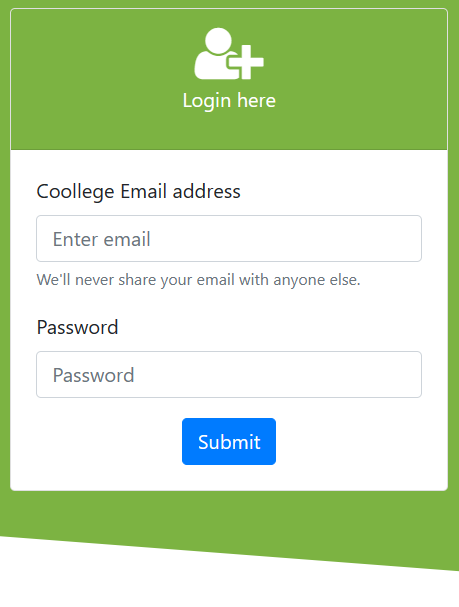 Login here
Coollege Email address
Enter email
We'll never share your email with anyone else.
Password
Password
Submit